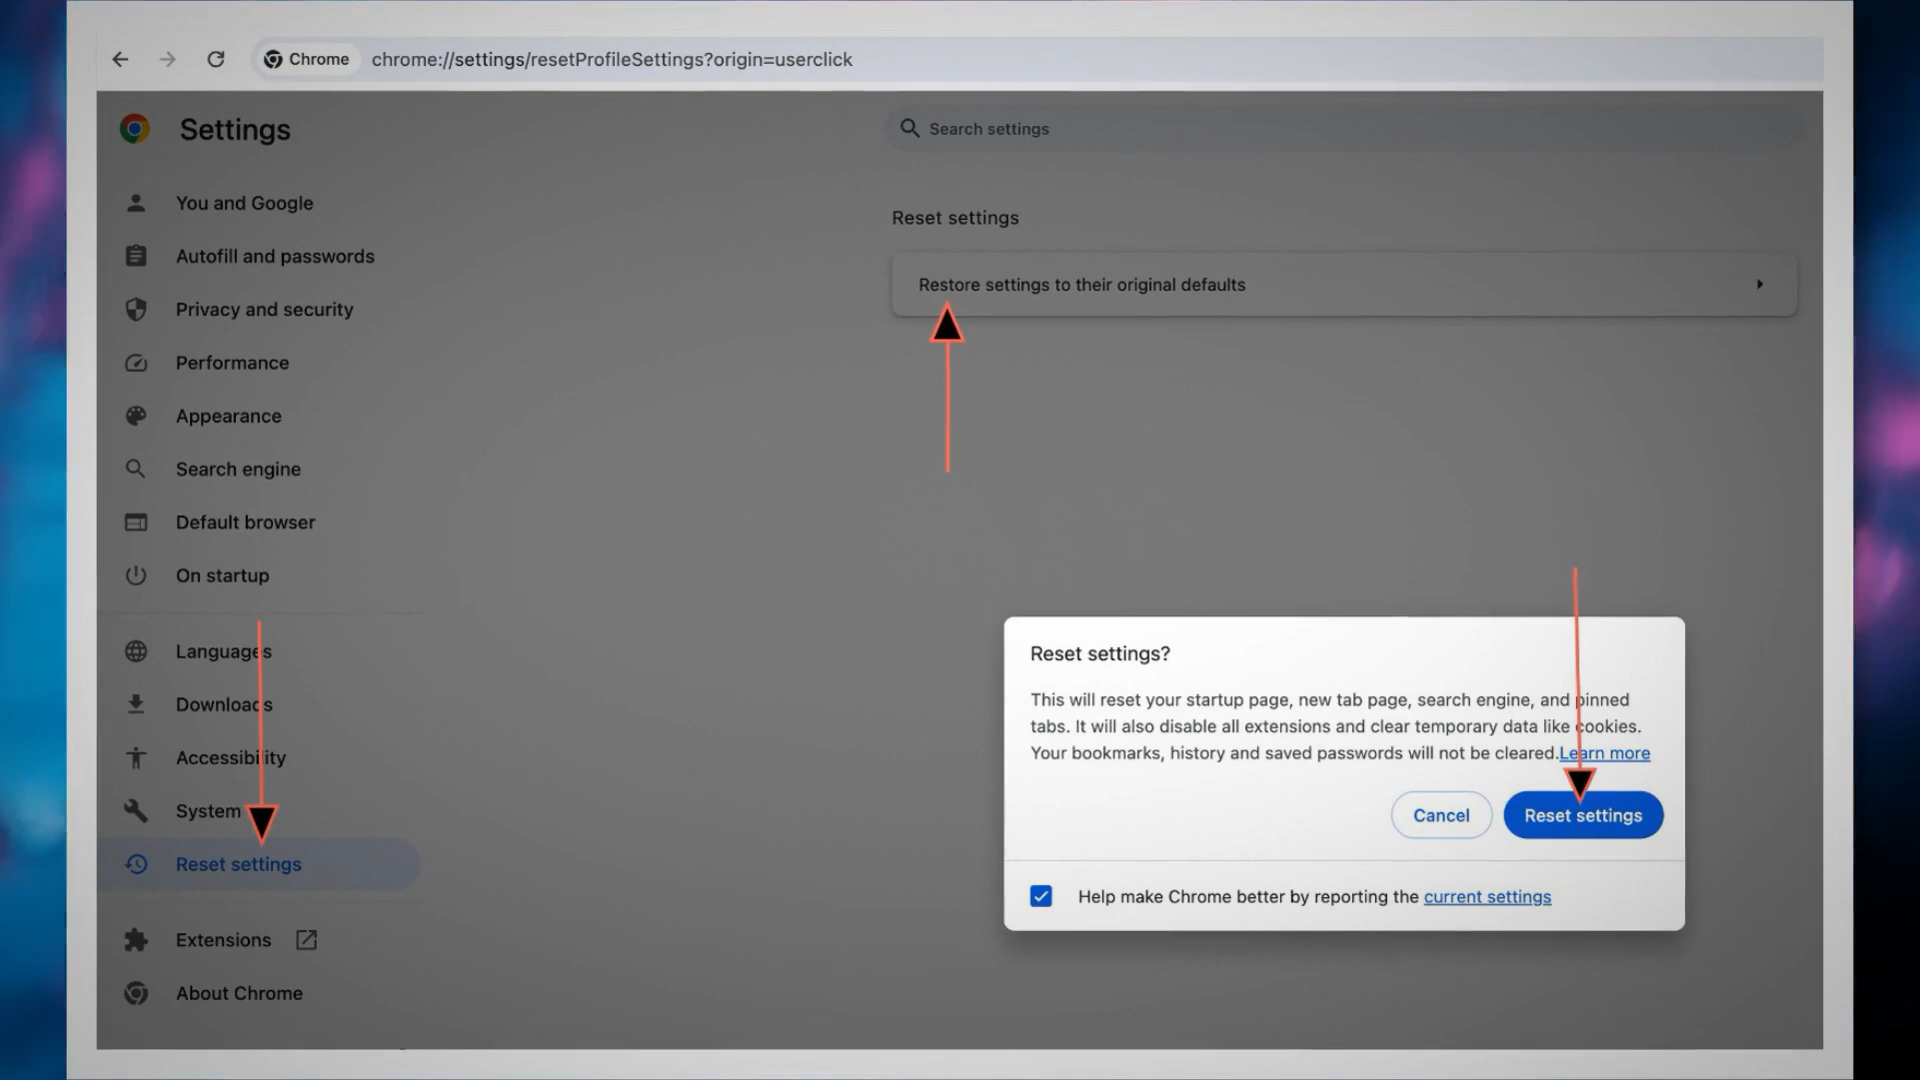 Chrome
chrome://settings/resetProfileSettings?origin=userclick
Settings
Search settings
You and Google
Autofill and passwords
Privacy and security
Performance
Appearance
Search engine
Default browser
On startup
Languages
Downloads
Accessibility
System
Reset settings
Extensions
About Chrome
Reset settings
Restore settings to their original defaults
Reset settings?
This will reset your startup page, new tab page, search engine, and pinned
tabs. It will also disable all extensions and clear temporary data like cookies.
Your bookmarks, history and saved passwords will not be cleared.Learn more
Cancel
Reset settings
Help make Chrome better by reporting the current settings